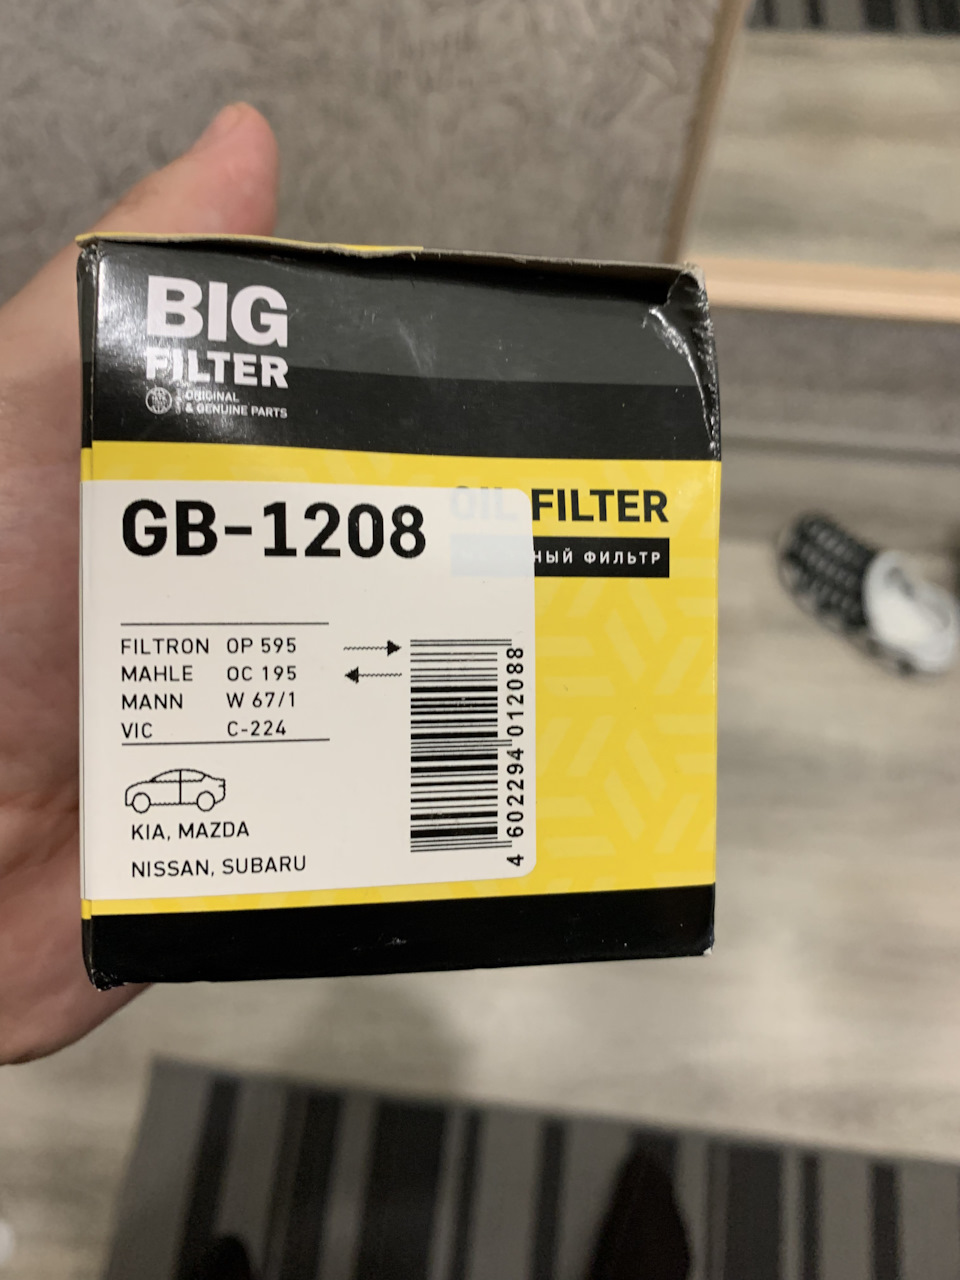 BIG
FILTER
ORIGINAL
& GENUINE PARTS
OIL FILTER
НЫЙ ФИЛЬТР
GB-1208
FILTRON OP 595
MAHLE OC 195
MANN W 67/1
VIC C-224
4 602294 012088
KIA, MAZDA
NISSAN, SUBARU